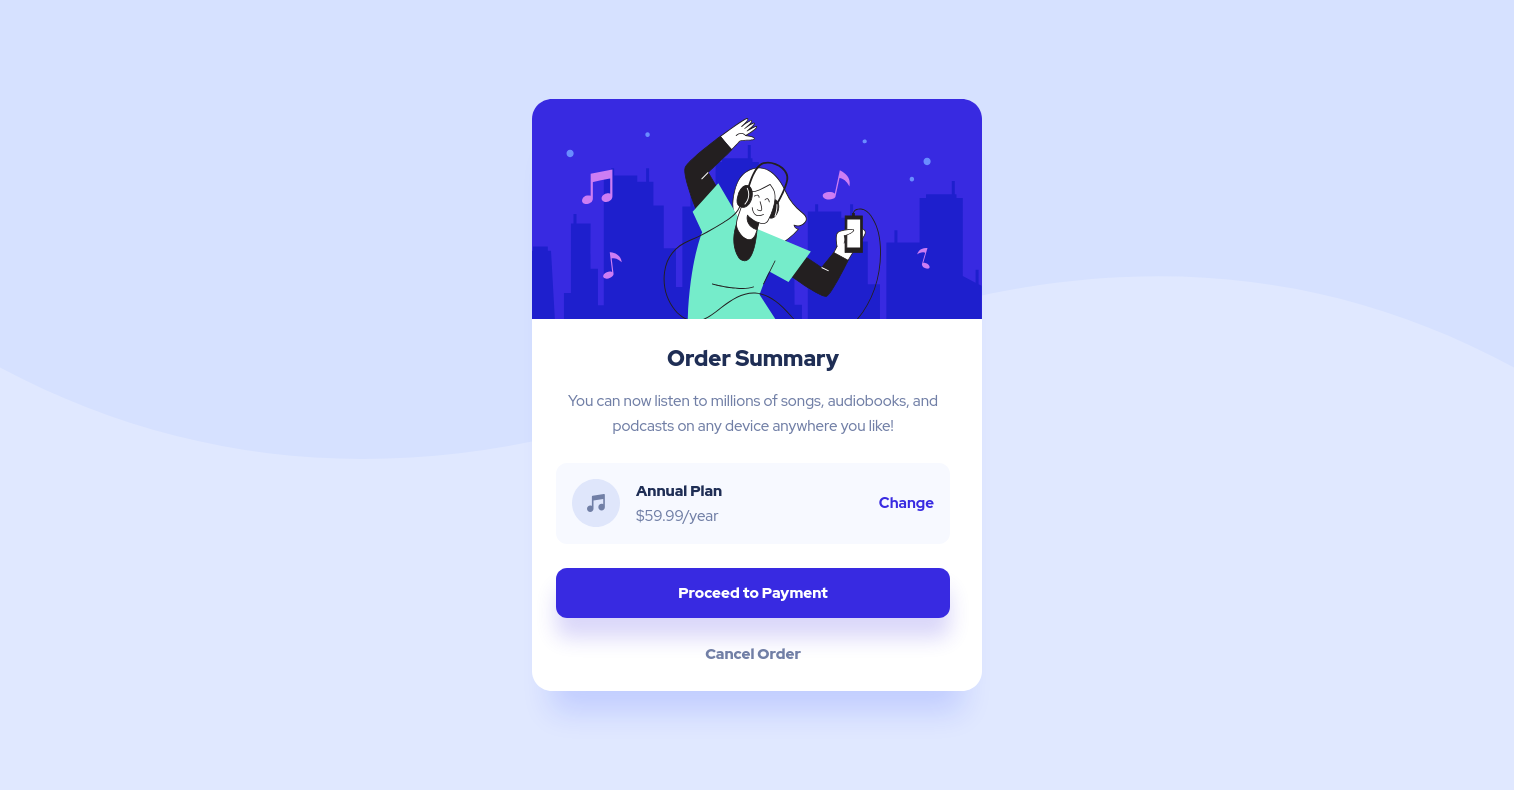 Order Summary
You can now listen to millions of songs, audiobooks, and
podcasts on any device anywhere you like!
Annual Plan
$59.99/year
Change
Proceed to Payment
Cancel Order